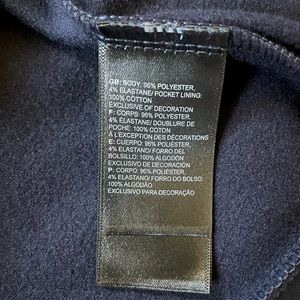 GB: BODY: 96% POLYESTER,
4% ELASTANE/ POCKET LINING:
100% COTTON
EXCLUSIVE OF DECORATION
F: CORPS: 96% POLYESTER,
4% ELASTANE/ DOUBLURE DE
POCHE: 100% COTON
À L'EXCEPTION DES DÉCORATIONS
E: CUERPO: 96% POLIÉSTER,
4% ELASTANO/ FORRO DEL
BOLSILLO: 100% ALGODÓN
EXCLUSIVO DE DECORACIÓN
P: CORPO: 96% POLIÉSTER,
4% ELASTANO/ FORRO DO BOLSO:
100% ALGODÃO
EXCLUSIVO PARA DECORAÇÃO